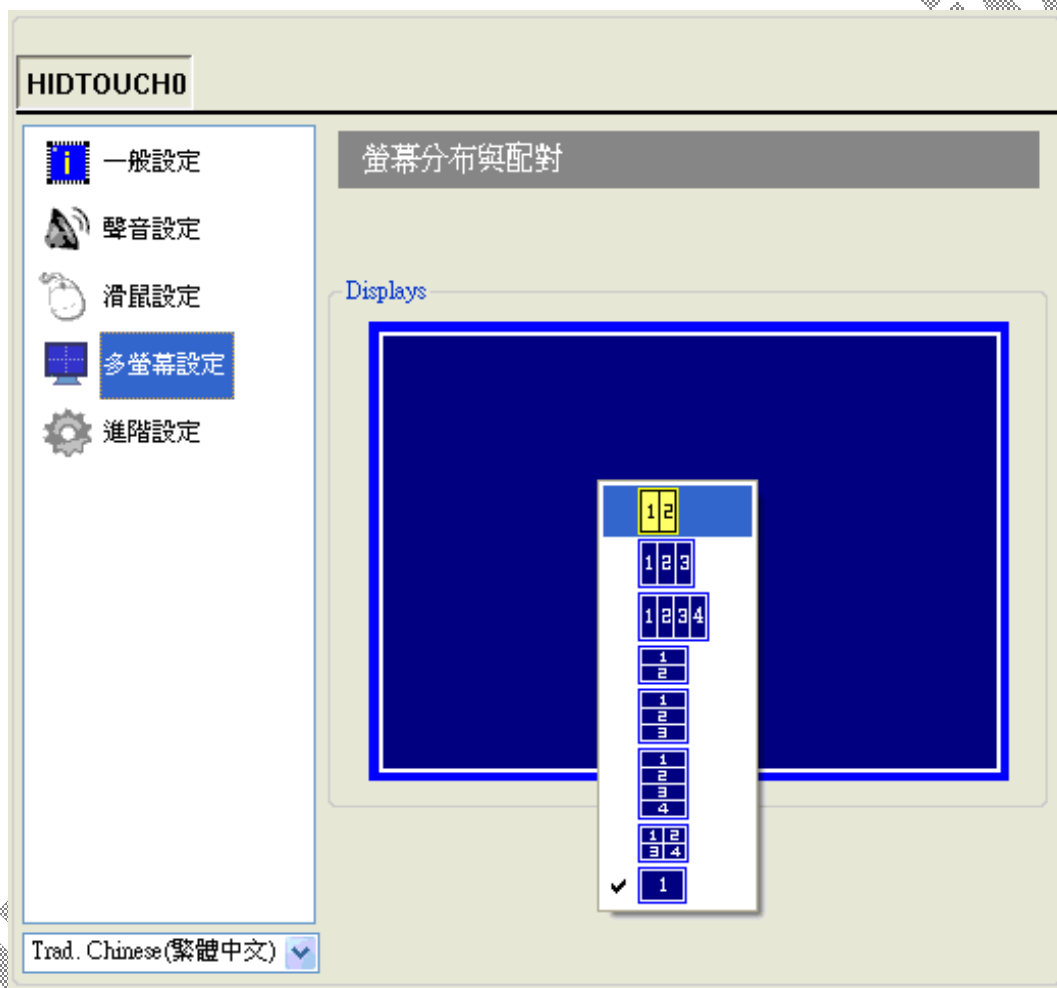 HIDTOUCH0
一般設定
聲音設定
滑鼠設定
多螢幕設定
進階設定
Trad. Chinese(繁體中文)
螢幕分布與配對
Displays
1 2
1 2 3
1 2 3 4
1
2
1
2
3
1
2
3
4
1 2
3 4
1